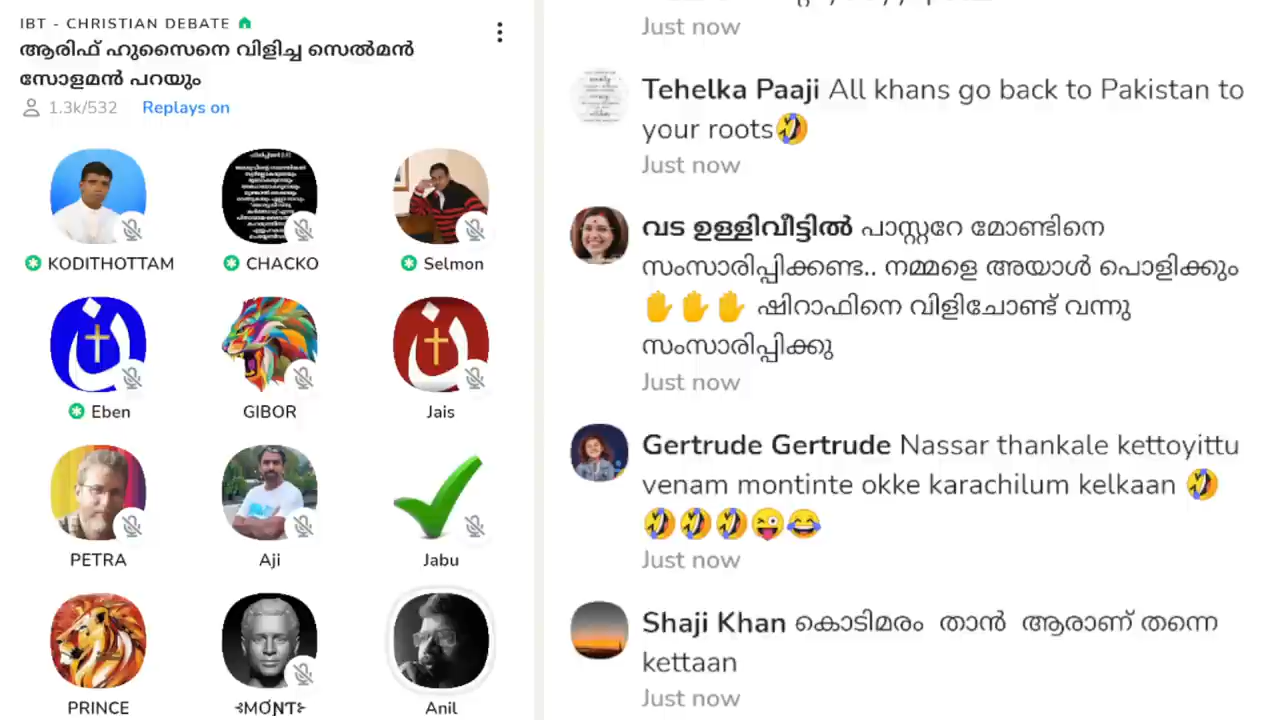 IBT - CHRISTIAN DEBATE
ആരിഫ് ഹുസൈനെ വിളിച്ച സെൽമൻ
സോളമൻ പറയും
1.3k/532 Replays on
KODITHOTTAM
CHACKO
Selmon
Eben
GIBOR
Jais
PETRA
Aji
Jabu
PRINCE
Anil
Just now
Tehelka Paaji All khans go back to Pakistan to
your roots🤣
Just now
വട ഉള്ളിവീട്ടിൽ പാസ്റ്ററേ മോണ്ടിനെ
സംസാരിപ്പിക്കണ്ട.. നമ്മളെ അയാൾ പൊളിക്കും
✋✋✋ ഷിറാഫിനെ വിളിചോണ്ട് വന്നു
സംസാരിപ്പിക്കു
Just now
Gertrude Gertrude Nassar thankale kettoyittu
venam montinte okke karachilum kelkaan 🤣
🤣🤣🤣😜😂
Just now
Shaji Khan കൊടിമരം താൻ ആരാണ് തന്നെ
kettaan
Just now